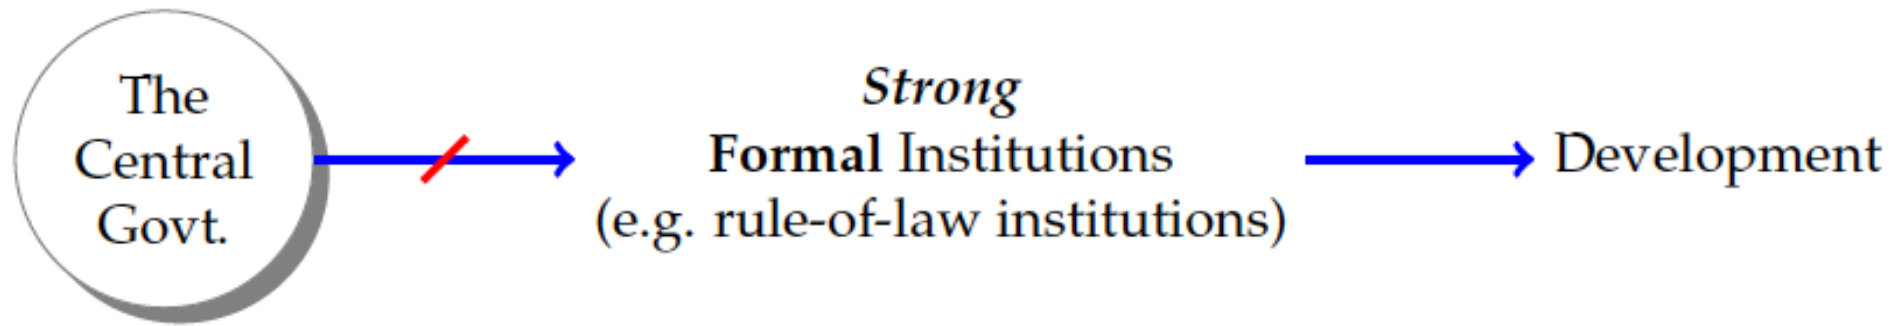 The
Central
Govt.
Strong
Formal Institutions
(e.g. rule-of-law institutions)
Development